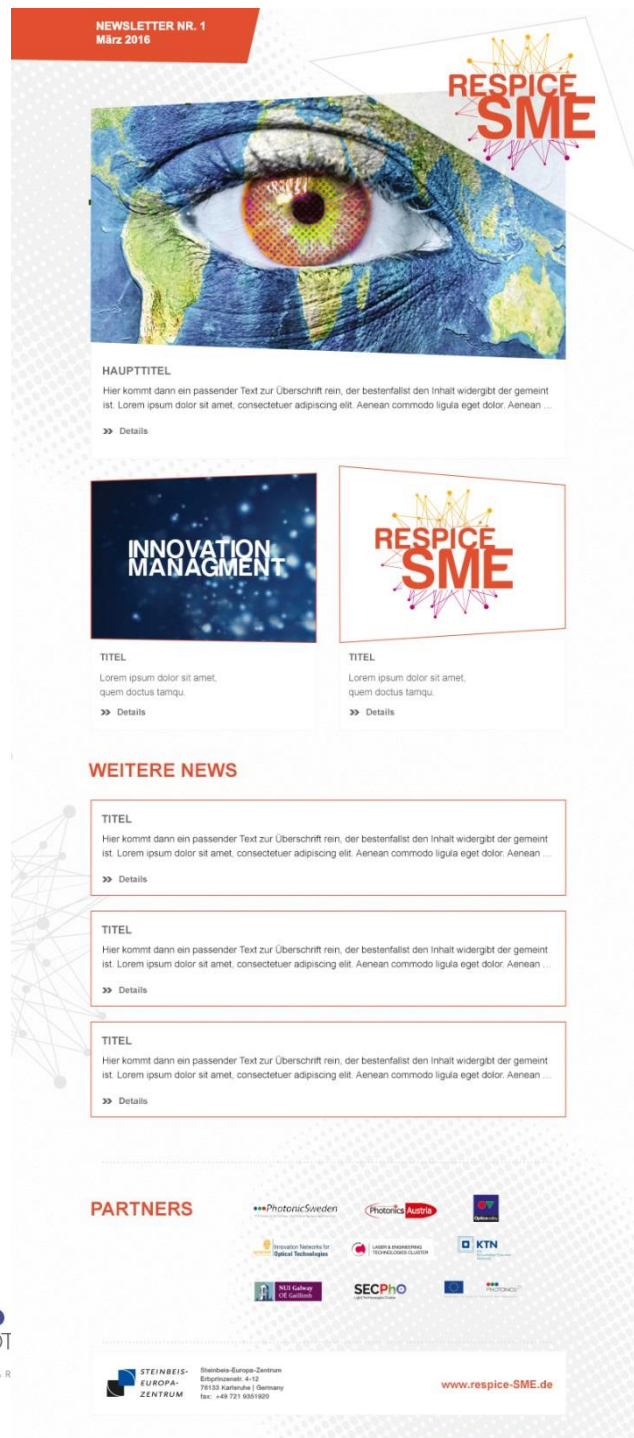 NEWSLETTER NR. 1
März 2016
RESPICE
SME
HAUPTTITEL
Hier kommt dann ein passender Text zur Überschrift rein, der bestenfallst den Inhalt widergibt der gemeint
ist. Lorem ipsum dolor sit amet, consectetuer adipiscing elit. Aenean commodo ligula eget dolor. Aenean ...
Details
INNOVATION
MANAGMENT
RESPICE
SME
TITEL
Lorem ipsum dolor sit amet,
quem doctus tamqu.
Details
TITEL
Lorem ipsum dolor sit amet,
quem doctus tamqu.
Details
WEITERE NEWS
TITEL
Hier kommt dann ein passender Text zur Überschrift rein, der bestenfallst den Inhalt widergibt der gemeint
ist. Lorem ipsum dolor sit amet, consectetuer adipiscing elit. Aenean commodo ligula eget dolor. Aenean ...
Details
TITEL
Hier kommt dann ein passender Text zur Überschrift rein, der bestenfallst den Inhalt widergibt der gemeint
ist. Lorem ipsum dolor sit amet, consectetuer adipiscing elit. Aenean commodo ligula eget dolor. Aenean ...
Details
TITEL
Hier kommt dann ein passender Text zur Überschrift rein, der bestenfallst den Inhalt widergibt der gemeint
ist. Lorem ipsum dolor sit amet, consectetuer adipiscing elit. Aenean commodo ligula eget dolor. Aenean ...
Details
PARTNERS
PhotonicSweden
Photonics Austria
Opticsvalley
Innovation Networks for
Optical Technologies
LASER & ENGINEERING
TECHNOLOGIES CLUSTER
KTN
NUI Galway
OÉ Gaillimh
SECPhO
PHOTONICS
STEINBEIS-
EUROPA-
ZENTRUM
Steinbeis-Europa-Zentrum
Erbprinzenstr. 4-12
76133 Karlsruhe | Germany
fax: +49 721 9351920
www.respice-SME.de